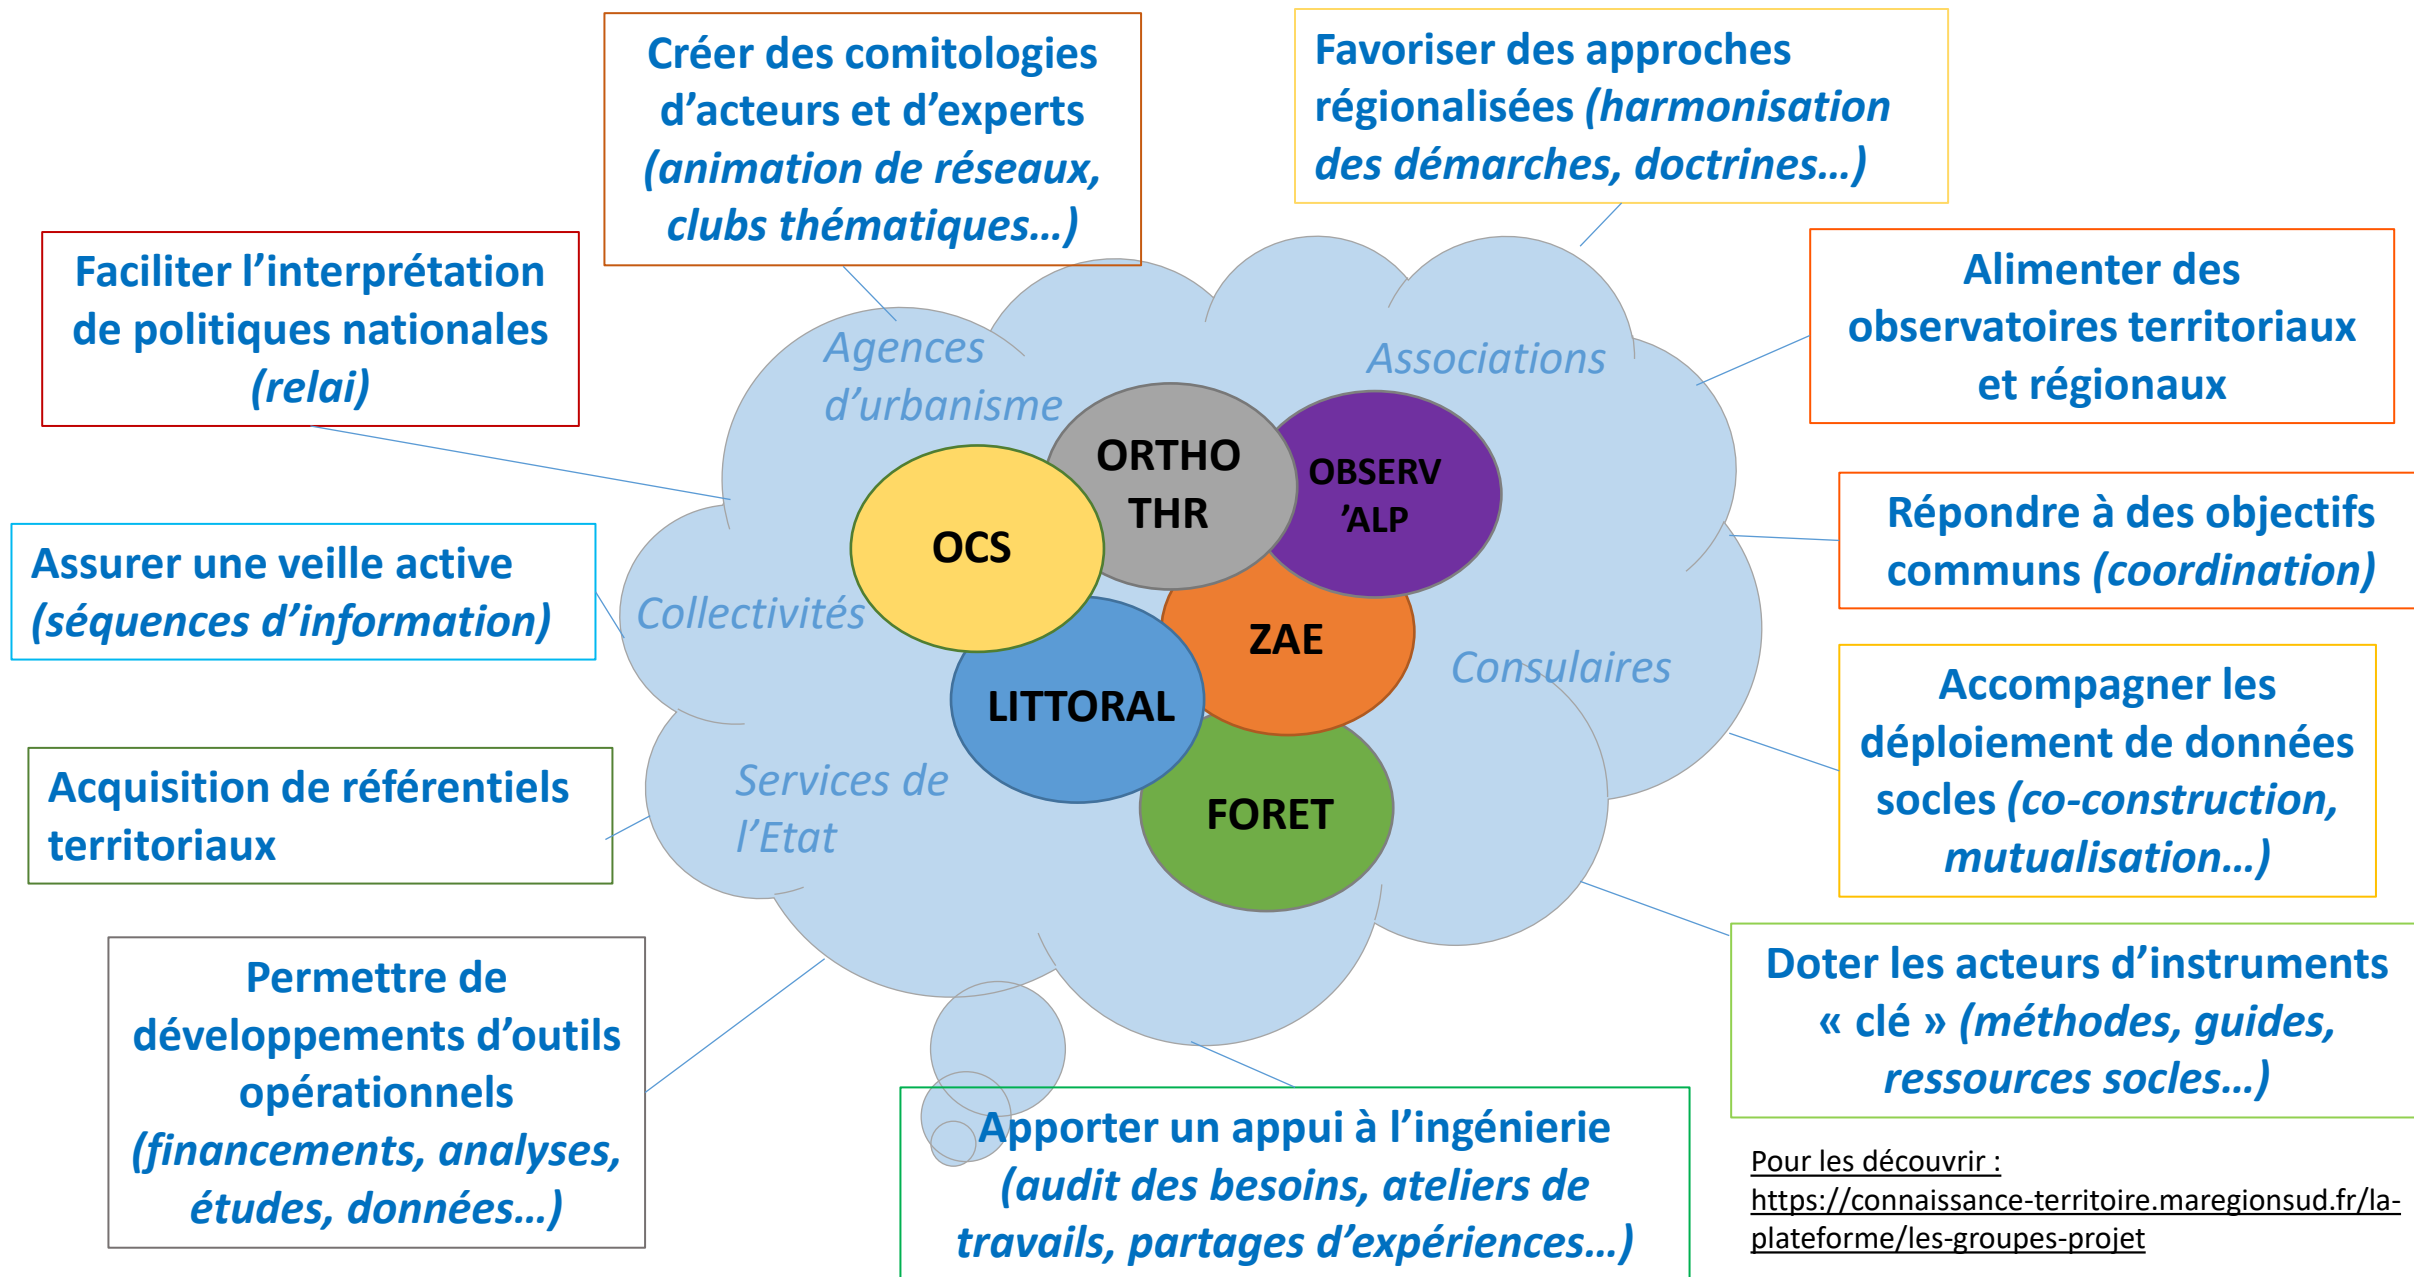 Créer des comitologies
d’acteurs et d’experts
(animation de réseaux,
clubs thématiques…)
Favoriser des approches
régionalisées (harmonisation
des démarches, doctrines…)
Faciliter l’interprétation
de politiques nationales
(relai)
Alimenter des
observatoires territoriaux
et régionaux
Assurer une veille active
(séquences d’information)
Répondre à des objectifs
communs (coordination)
Acquisition de référentiels
territoriaux
Accompagner les
déploiement de données
socles (co-construction,
mutualisation…)
Permettre de
développements d’outils
opérationnels
(financements, analyses,
études, données…)
Doter les acteurs d’instruments
« clé » (méthodes, guides,
ressources socles…)
Apporter un appui à l’ingénierie
(audit des besoins, ateliers de
travails, partages d’expériences…)
Agences
d’urbanisme
Associations
Collectivités
Consulaires
Services de
l’Etat
ORTHO
THR
OBSERV
’ALP
OCS
ZAE
LITTORAL
FORET
Pour les découvrir :
https://connaissance-territoire.maregionsud.fr/la-
plateforme/les-groupes-projet